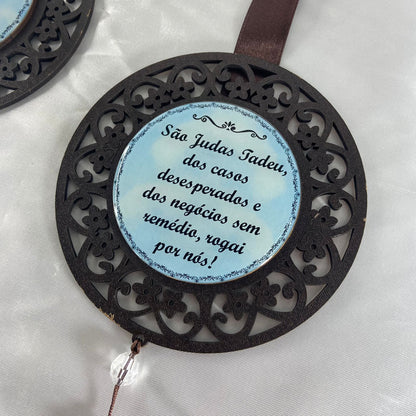 São Judas Tadeu,
dos casos
desesperados e
dos negócios sem
remédio, rogai
por nós!